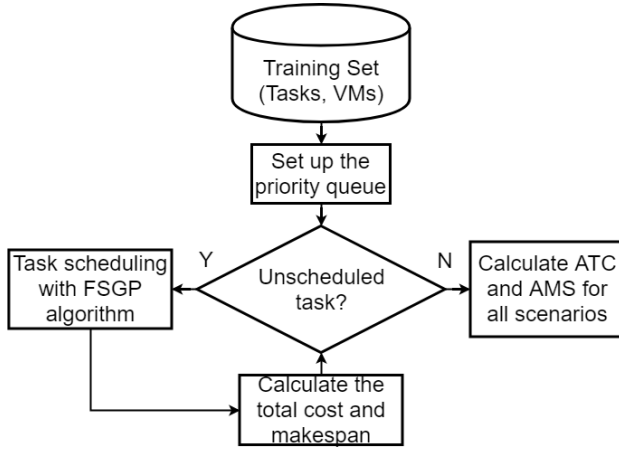 Training Set
(Tasks, VMs)
Set up the
priority queue
Y
Unscheduled
task?
N
Task scheduling
with FSGP
algorithm
Calculate ATC
and AMS for
all scenarios
Calculate the
total cost and
makespan